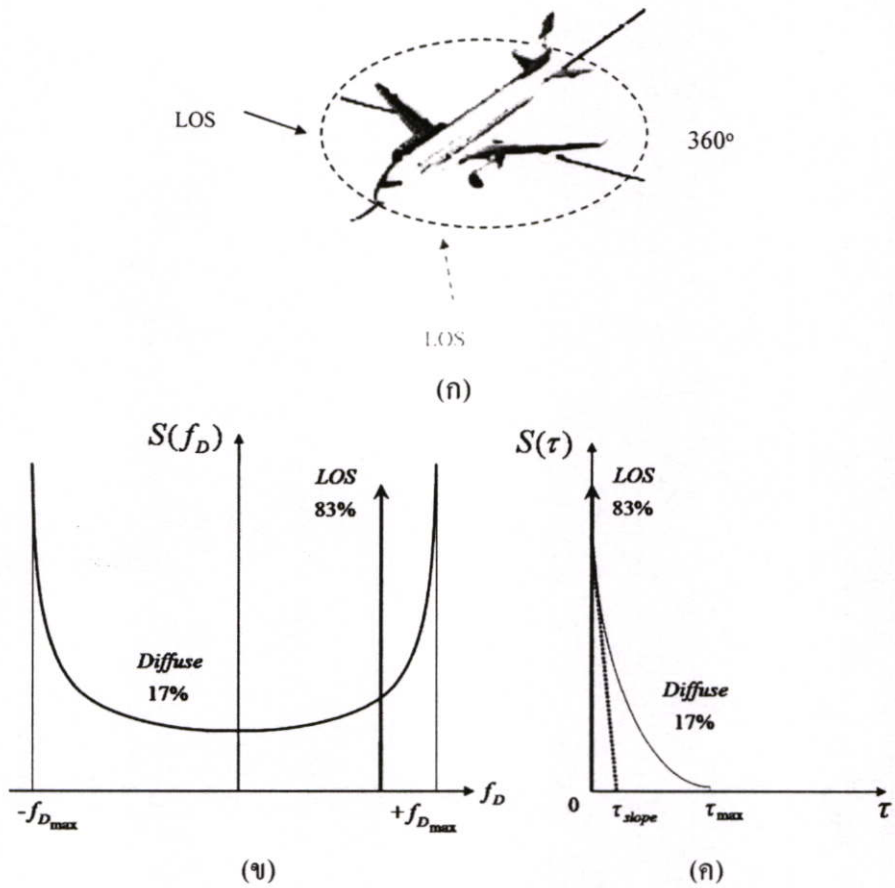 LOS
360°
LOS
(ก)
S(f_D)
LOS
83%
Diffuse
17%
-f_Dmax
+f_Dmax
f_D
(ข)
S(τ)
LOS
83%
Diffuse
17%
0
τ_slope
τ_max
τ
(ค)